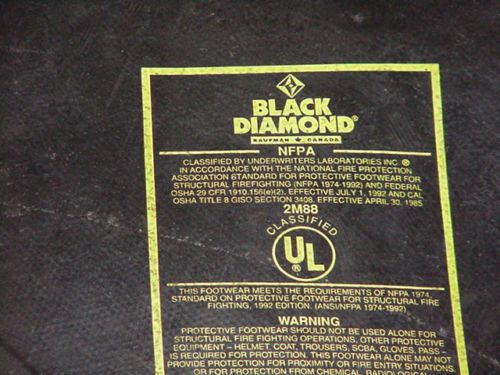 BLACK
DIAMOND®
KAUFMAN CANADA
NFPA
CLASSIFIED BY UNDERWRITERS LABORATORIES INC.®
IN ACCORDANCE WITH THE NATIONAL FIRE PROTECTION
ASSOCIATION STANDARD FOR PROTECTIVE FOOTWEAR FOR
STRUCTURAL FIREFIGHTING (NFPA 1974-1992) AND FEDERAL
OSHA 29 CFR 1910.156(e)(2), EFFECTIVE JULY 1, 1992 AND CAL
OSHA TITLE 8 GISO SECTION 3408, EFFECTIVE APRIL 30, 1985
2M88
CLASSIFIED
UL
®
THIS FOOTWEAR MEETS THE REQUIREMENTS OF NFPA 1974,
STANDARD ON PROTECTIVE FOOTWEAR FOR STRUCTURAL FIRE
FIGHTING, 1992 EDITION. (ANSI/NFPA 1974-1992)
WARNING
PROTECTIVE FOOTWEAR SHOULD NOT BE USED ALONE FOR
STRUCTURAL FIRE FIGHTING OPERATIONS. OTHER PROTECTIVE
EQUIPMENT – HELMET, COAT, TROUSERS, SCBA, GLOVES, PASS –
IS REQUIRED FOR PROTECTION. THIS FOOTWEAR ALONE MAY NOT
PROVIDE PROTECTION FOR PROXIMITY OR FIRE ENTRY SITUATIONS,
OR FOR PROTECTION FROM CHEMICAL, RADIOLOGICAL